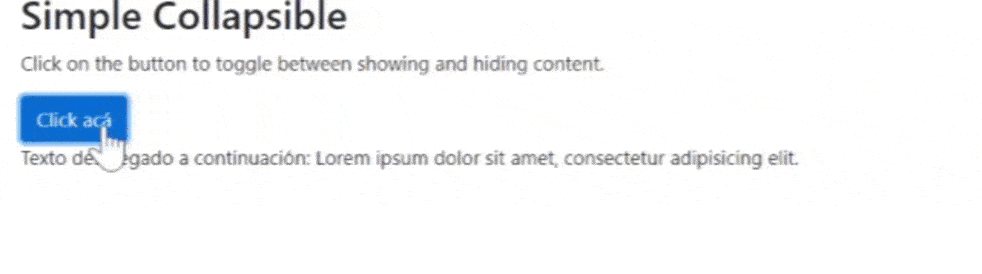 Simple Collapsible
Click on the button to toggle between showing and hiding content.
Click acá
Texto a continuación: Lorem ipsum dolor sit amet, consectetur adipisicing elit.